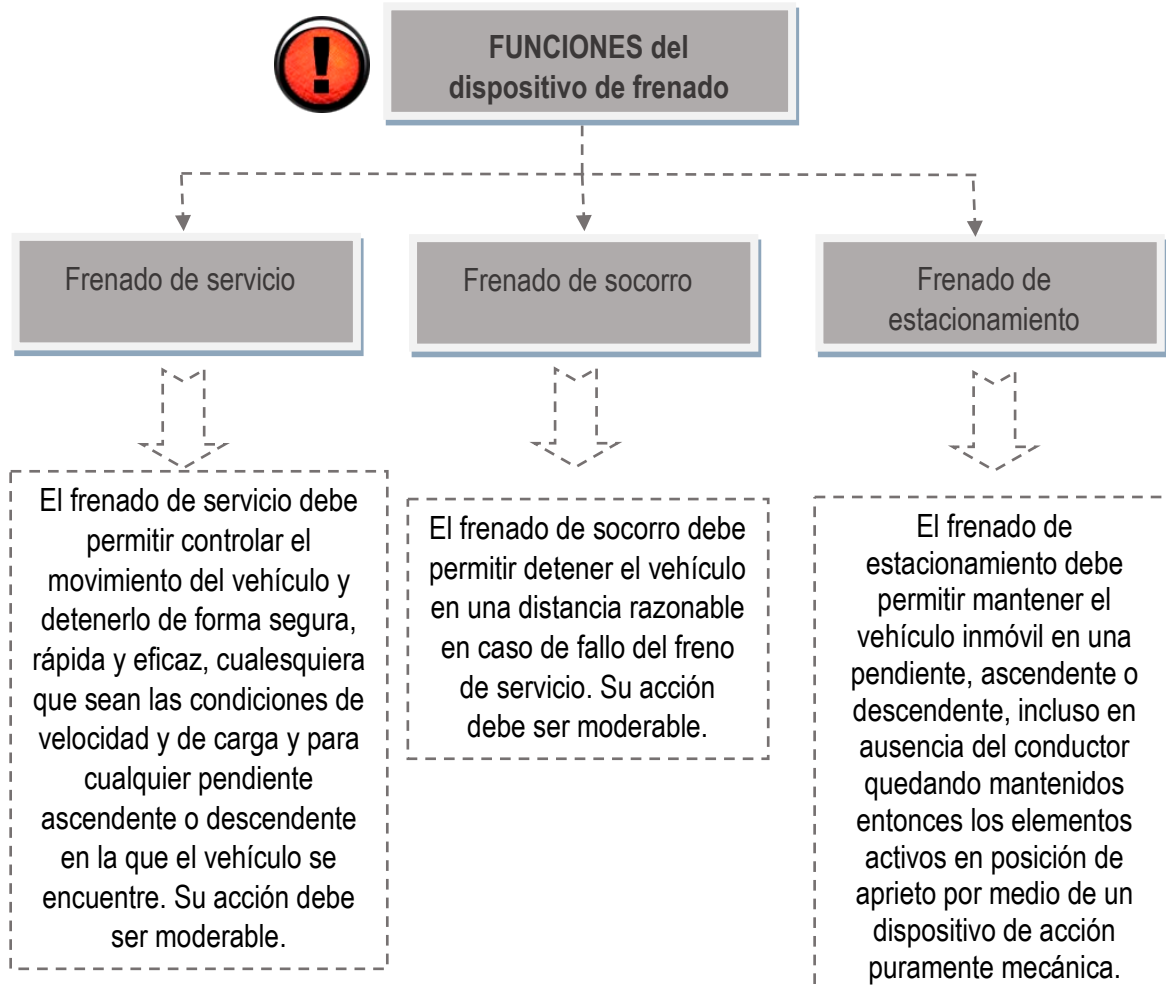 FUNCIONES del
dispositivo de frenado
Frenado de servicio
Frenado de socorro
Frenado de
estacionamiento
El frenado de servicio debe
permitir controlar el
movimiento del vehículo y
detenerlo de forma segura,
rápida y eficaz, cualesquiera
que sean las condiciones de
velocidad y de carga y para
cualquier pendiente
ascendente o descendente
en la que el vehículo se
encuentre. Su acción debe
ser moderable.
El frenado de socorro debe
permitir detener el vehículo
en una distancia razonable
en caso de fallo del freno
de servicio. Su acción
debe ser moderable.
El frenado de
estacionamiento debe
permitir mantener el
vehículo inmóvil en una
pendiente, ascendente o
descendente, incluso en
ausencia del conductor
quedando mantenidos
entonces los elementos
activos en posición de
aprieto por medio de un
dispositivo de acción
puramente mecánica.